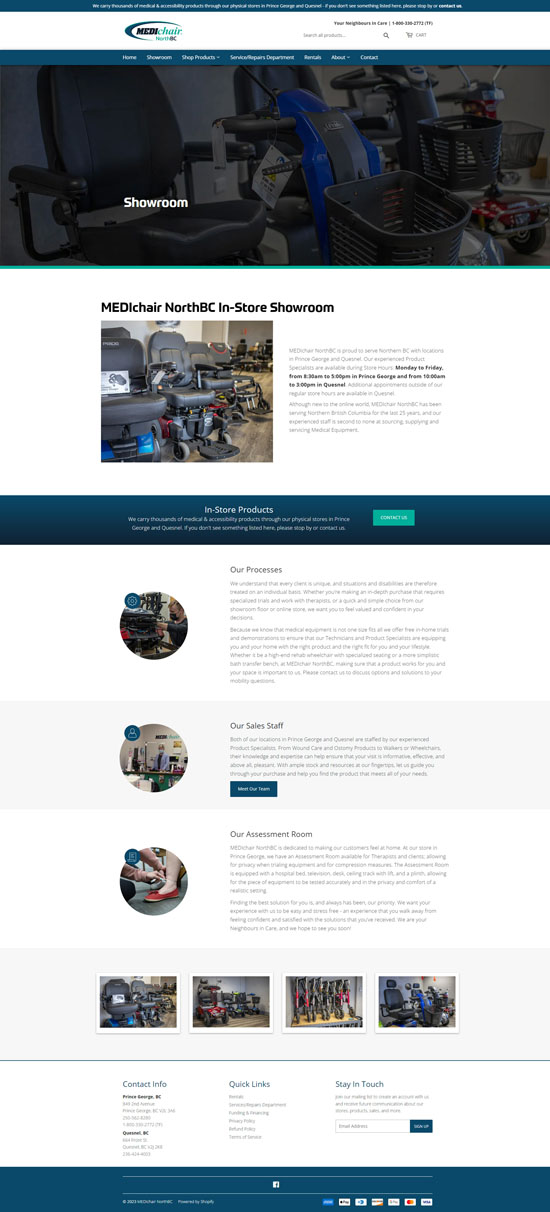 We carry thousands of medical & accessibility products through our physical stores in Prince George and Quesnel - if you don't see something listed here, please stop by or contact us.
MEDIchair
NorthBC
Your Neighbours In Care | 1-800-330-2772 (TF)
Search all products...
CART
Home Showroom Shop Products Service/Repairs Department Rentals About Contact
Showroom
MEDIchair NorthBC In-Store Showroom
MEDIchair NorthBC is proud to serve Northern BC with locations
in Prince George and Quesnel. Our experienced Product
Specialists are available during Store Hours: Monday to Friday,
from 8:30am to 5:00pm in Prince George and from 10:00am
to 3:00pm in Quesnel. Additional appointments outside of our
regular store hours are available in Quesnel.
Although new to the online world, MEDIchair NorthBC has been
serving Northern British Columbia for the last 25 years, and our
experienced staff is second to none at sourcing, supplying and
servicing Medical Equipment.
In-Store Products
We carry thousands of medical & accessibility products through our physical stores in Prince
George and Quesnel. If you don't see something listed here, please stop by or contact us.
CONTACT US
Our Processes
We understand that every client is unique, and situations and disabilities are therefore
treated on an individual basis. Whether you're making an in-depth purchase that requires
specialized trials and work with therapists, or a quick and simple choice from our
showroom floor or online store, we want you to feel valued and confident in your
decisions.
Because we know that medical equipment is not one size fits all we offer free in-home trials
and demonstrations to ensure that our Technicians and Product Specialists are equipping
you and your home with the right product and the right fit for you and your lifestyle.
Whether it be a high-end rehab wheelchair with specialized seating or a more simplistic
bath transfer bench, at MEDIchair NorthBC, making sure that a product works for you and
your space is important to us. Please contact us to discuss options and solutions to your
mobility questions.
Our Sales Staff
Both of our locations in Prince George and Quesnel are staffed by our experienced
Product Specialists. From Wound Care and Ostomy Products to Walkers or Wheelchairs,
their knowledge and expertise can help ensure that your visit is informative, effective, and
above all, pleasant. With ample stock and resources at our fingertips, let us guide you
through your purchase and help you find the product that meets all of your needs.
Meet Our Team
Our Assessment Room
MEDIchair NorthBC is dedicated to making our customers feel at home. At our store in
Prince George, we have an Assessment Room available for Therapists and clients; allowing
for privacy when trialing equipment and for compression measures. The Assessment Room
is equipped with a hospital bed, television, desk, ceiling track with lift, and a plinth, allowing
for the piece of equipment to be tested accurately and in the privacy and comfort of a
realistic setting.
Finding the best solution for you is, and always has been, our priority. We want your
experience with us to be easy and stress free - an experience that you walk away from
feeling confident and satisfied with the solutions that you've received. We are your
Neighbours in Care, and we hope to see you soon!
Contact Info
Prince George, BC
849 2nd Avenue
Prince George, BC
1-800-330-2772 (TF)
Quesnel, BC
Front St
Quesnel, BC
Quick Links
Rentals
Services/Repairs Department
Funding & Financing
Privacy Policy
Refund Policy
Terms of Service
Stay In Touch
Join our mailing list to create an account with us
and receive future communication about our
stores, products, sales, and more.
Email Address
SIGN UP
© 2023 MEDIchair NorthBC Powered by Shopify